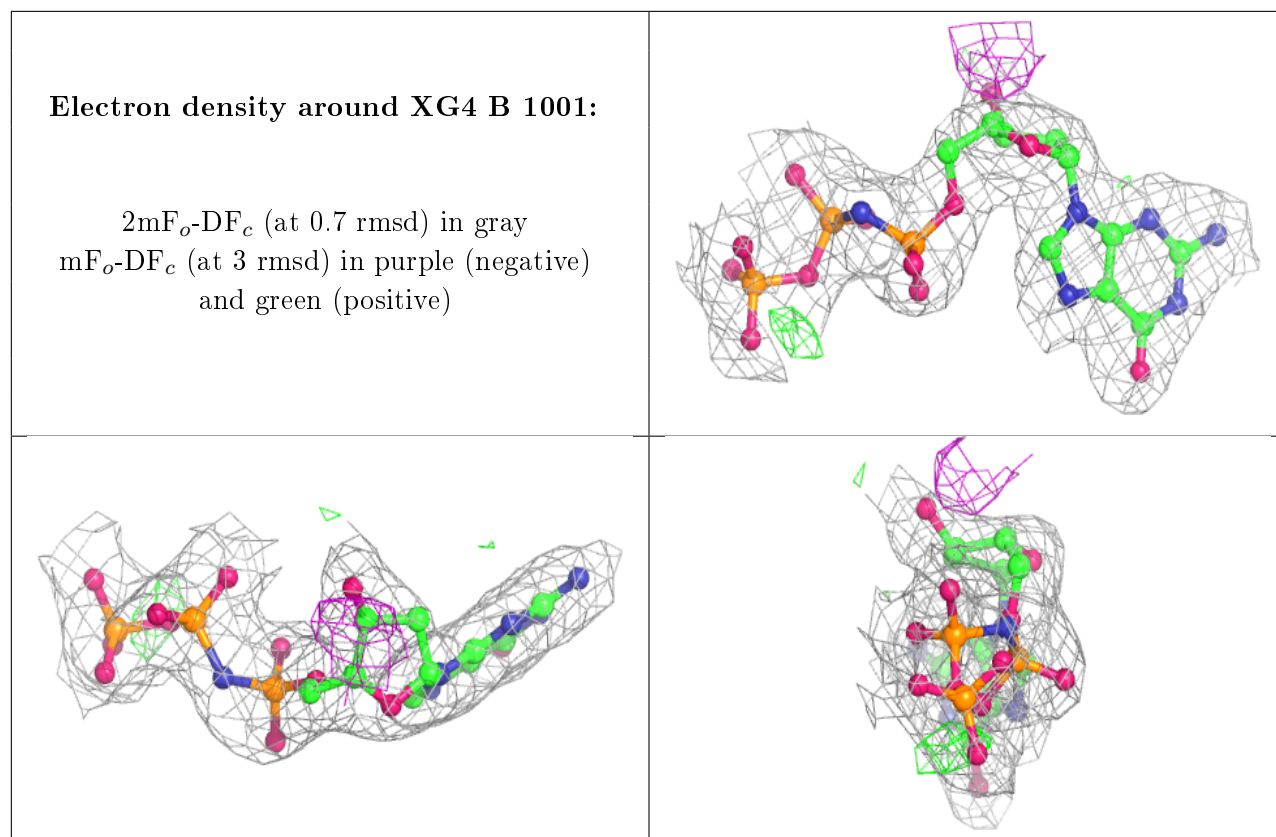 Electron density around XG4 B 1001:
2mFo-DFc (at 0.7 rmsd) in gray
mFo-DFc (at 3 rmsd) in purple (negative)
and green (positive)